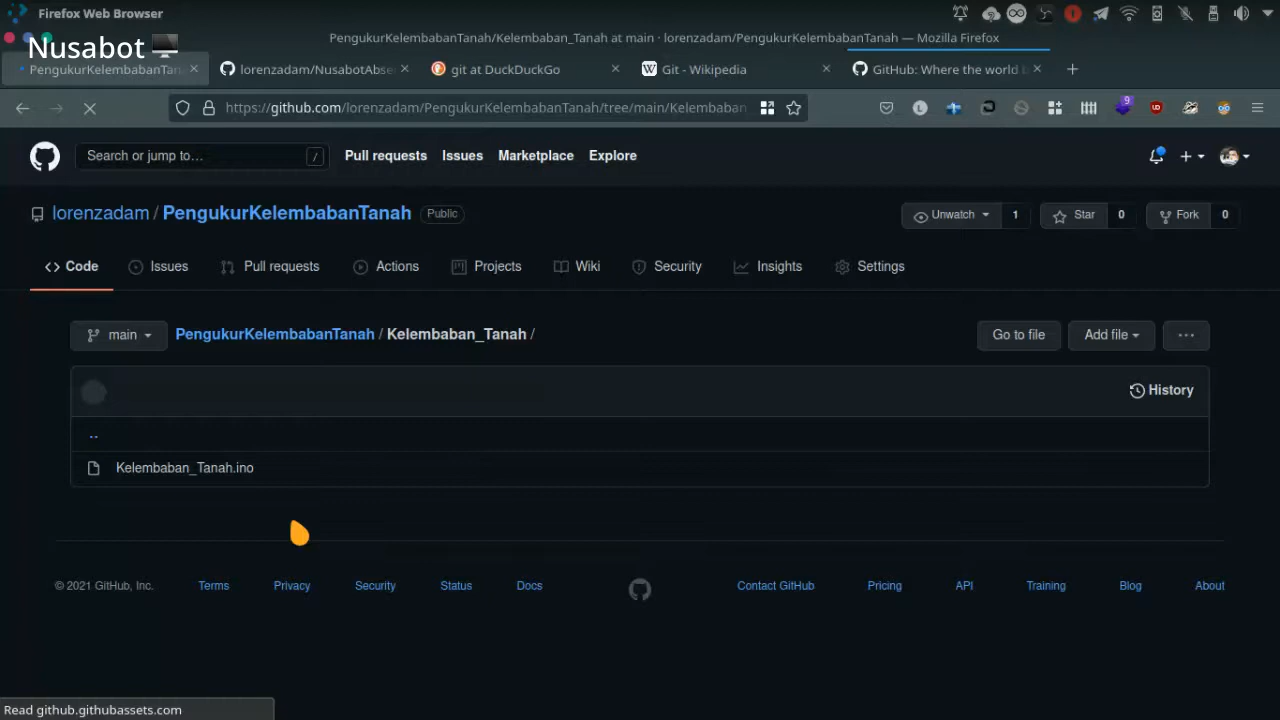 Firefox Web Browser
PengukurKelembabanTanah/Kelembaban_Tanah at main · lorenzadam/PengukurKelembabanTanah — Mozilla Firefox
Nusabot
PengukurKelembabanTan
lorenzadam/NusabotAbse
git at DuckDuckGo
Git - Wikipedia
GitHub: Where the world b
https://github.com/lorenzadam/PengukurKelembabanTanah/tree/main/Kelembaban
9
Search or jump to…
/
Pull requests
Issues
Marketplace
Explore
lorenzadam / PengukurKelembabanTanah
Public
Unwatch
1
Star
0
Fork
0
Code
Issues
Pull requests
Actions
Projects
Wiki
Security
Insights
Settings
main
PengukurKelembabanTanah / Kelembaban_Tanah /
Go to file
Add file
History
..
Kelembaban_Tanah.ino
© 2021 GitHub, Inc.
Terms
Privacy
Security
Status
Docs
Contact GitHub
Pricing
API
Training
Blog
About
Read github.githubassets.com